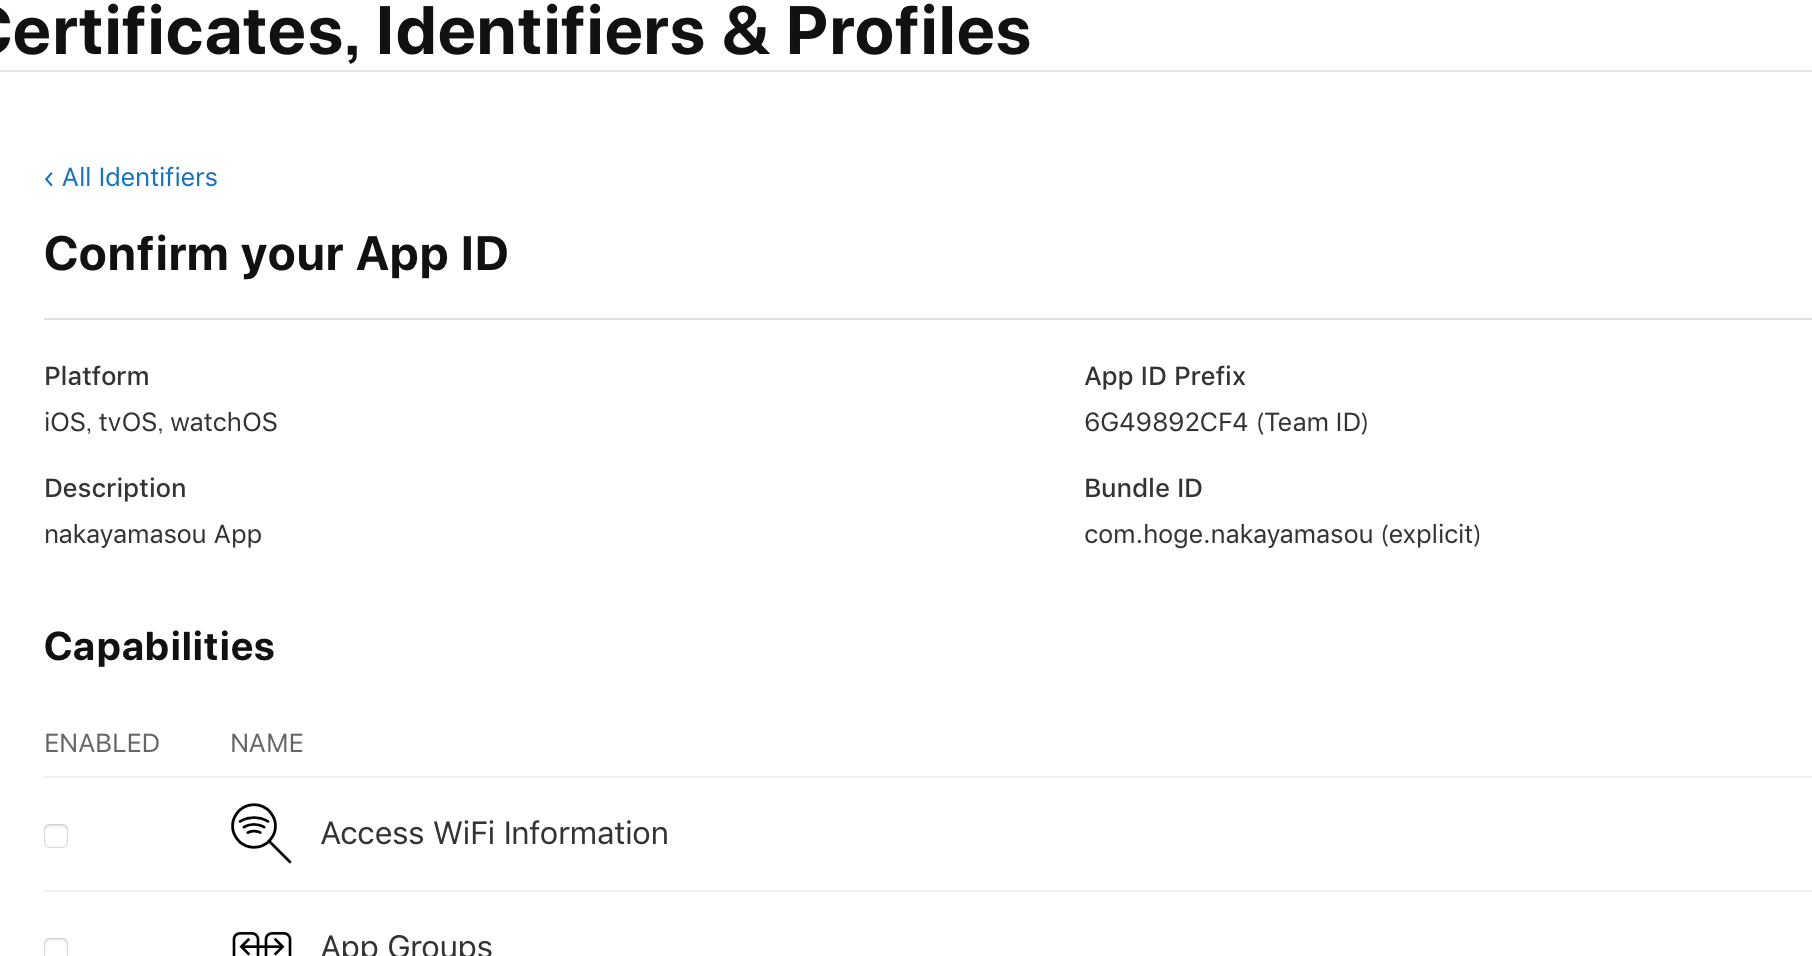 Certificates, Identifiers & Profiles
‹ All Identifiers
Confirm your App ID
Platform
iOS, tvOS, watchOS
App ID Prefix
6G49892CF4 (Team ID)
Description
nakayamasou App
Bundle ID
com.hoge.nakayamasou (explicit)
Capabilities
ENABLED NAME
Access WiFi Information
App Groups